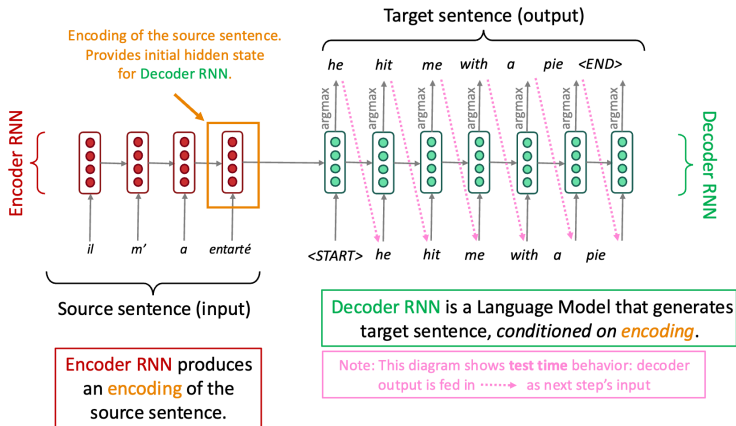 Target sentence (output)
Encoding of the source sentence.
Provides initial hidden state
for Decoder RNN.
he hit me with a pie <END>
argmax argmax argmax argmax argmax argmax argmax
Encoder RNN
Decoder RNN
il m’ a entarté
<START> he hit me with a pie
Source sentence (input)
Decoder RNN is a Language Model that generates
target sentence, conditioned on encoding.
Encoder RNN produces
an encoding of the
source sentence.
Note: This diagram shows test time behavior: decoder
output is fed in as next step’s input